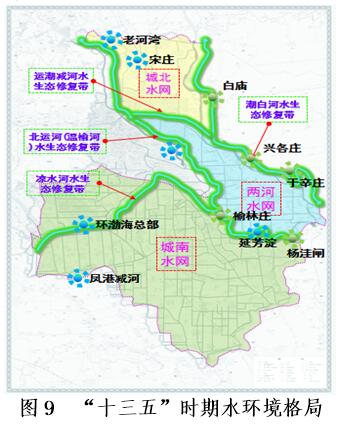 老河湾
宋庄
城北
水网
运潮减河水
生态修复带
白庙
潮白河水生
态修复带
北运河(温榆河
)水生态修复带
兴各庄
于辛庄
凉水河水生
态修复带
两河
水网
榆林庄
环渤海总部
城南
水网
延芳淀
杨洼闸
凤港减河
图9 “十三五”时期水环境格局